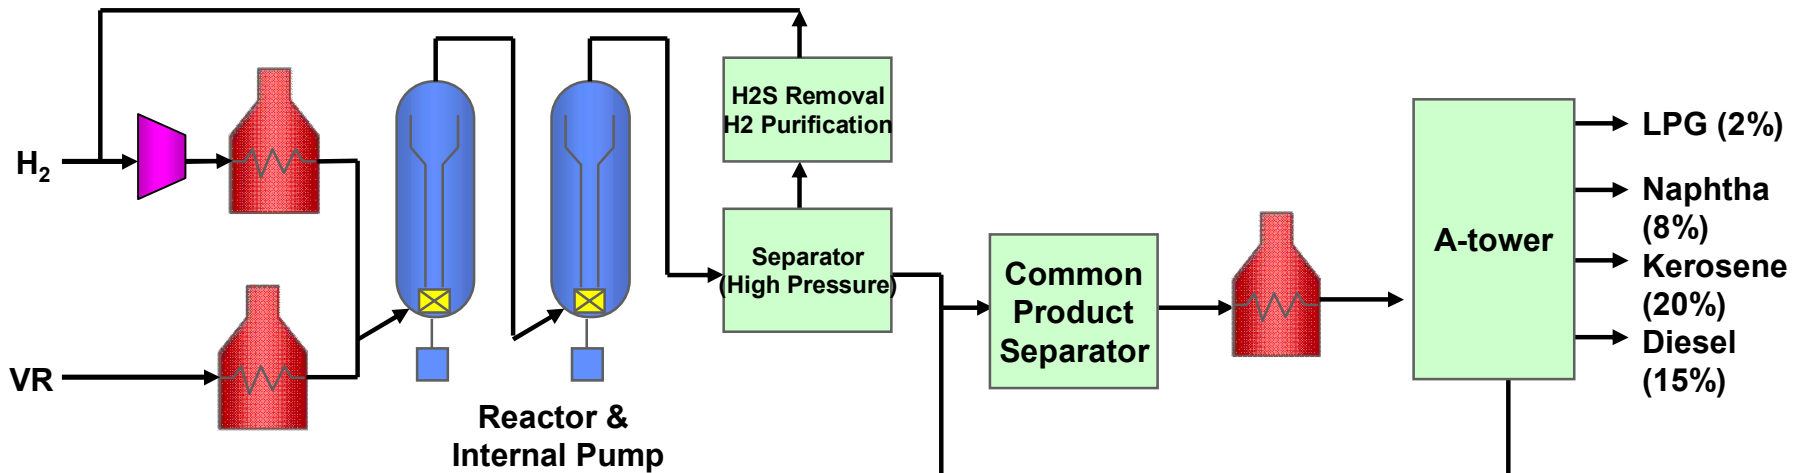 H2S Removal
H2 Purification
H₂
Separator
(High Pressure)
VR
Reactor &
Internal Pump
Common
Product
Separator
A-tower
LPG (2%)
Naphtha
(8%)
Kerosene
(20%)
Diesel
(15%)